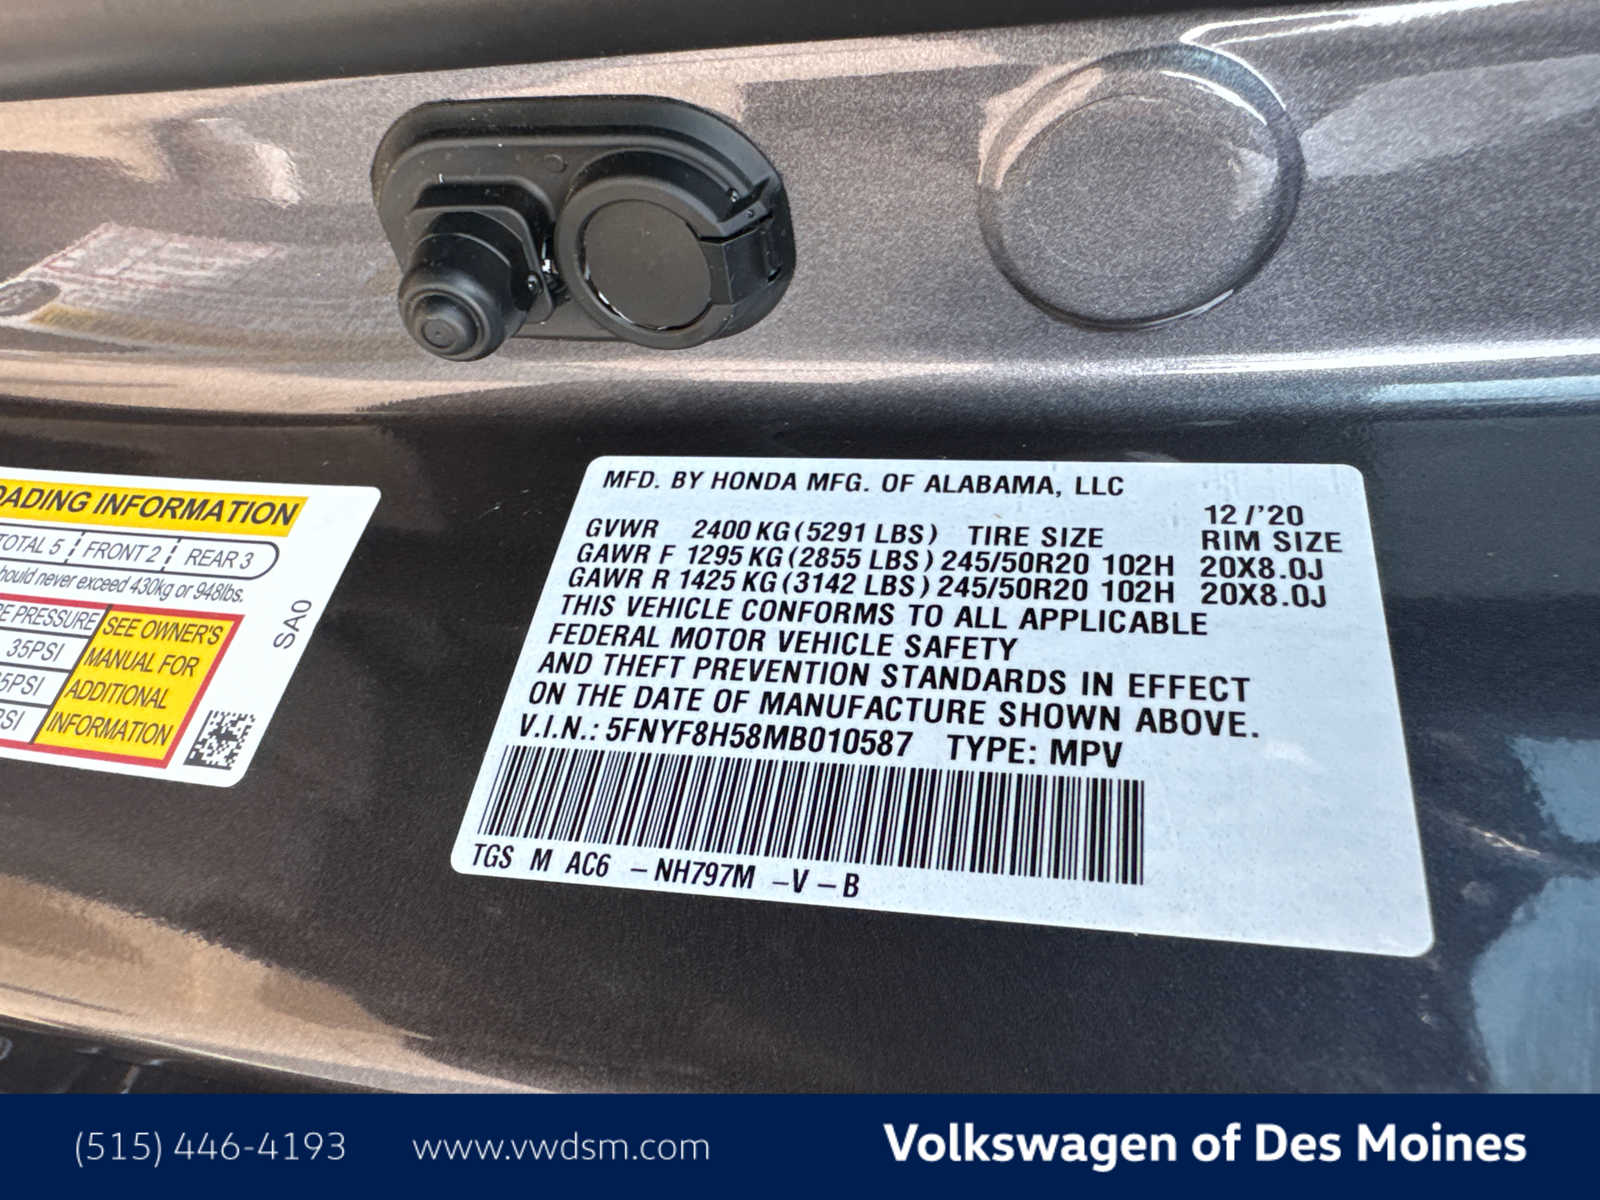 MFD. BY HONDA MFG. OF ALABAMA, LLC
12/'20
GVWR 2400 KG (5291 LBS) TIRE SIZE RIM SIZE
GAWR F 1295 KG (2855 LBS) 245/50R20 102H 20X8.0J
GAWR R 1425 KG (3142 LBS) 245/50R20 102H 20X8.0J
THIS VEHICLE CONFORMS TO ALL APPLICABLE
FEDERAL MOTOR VEHICLE SAFETY
AND THEFT PREVENTION STANDARDS IN EFFECT
ON THE DATE OF MANUFACTURE SHOWN ABOVE.
V.I.N.: 5FNYF8H58MB010587 TYPE: MPV
TGS M AC6 – NH797M – V – B
INFORMATION
TOTAL 5 FRONT 2 REAR 3
never exceed 430kg or 948lbs.
PRESSURE
35PSI
SEE OWNER'S
MANUAL FOR
ADDITIONAL
INFORMATION
SA0
(515) 446-4193 www.vwdsm.com Volkswagen of Des Moines